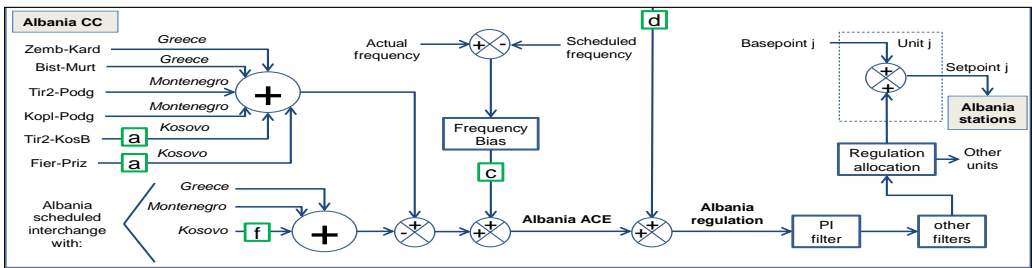 Albania CC
Zemb-Kard
Greece
Bist-Murt
Greece
Tir2-Podg
Montenegro
Kopl-Podg
Montenegro
Tir2-KosB
a
Kosovo
Fier-Priz
a
Kosovo
+
Albania
scheduled
interchange
with:
Greece
Montenegro
Kosovo
f
+
- +
Actual
frequency
+ -
Scheduled
frequency
Frequency
Bias
c
+ +
Albania ACE
d
+ +
Albania
regulation
PI
filter
other
filters
Regulation
allocation
Other
units
Basepoint j
Unit j
+ +
Setpoint j
Albania
stations